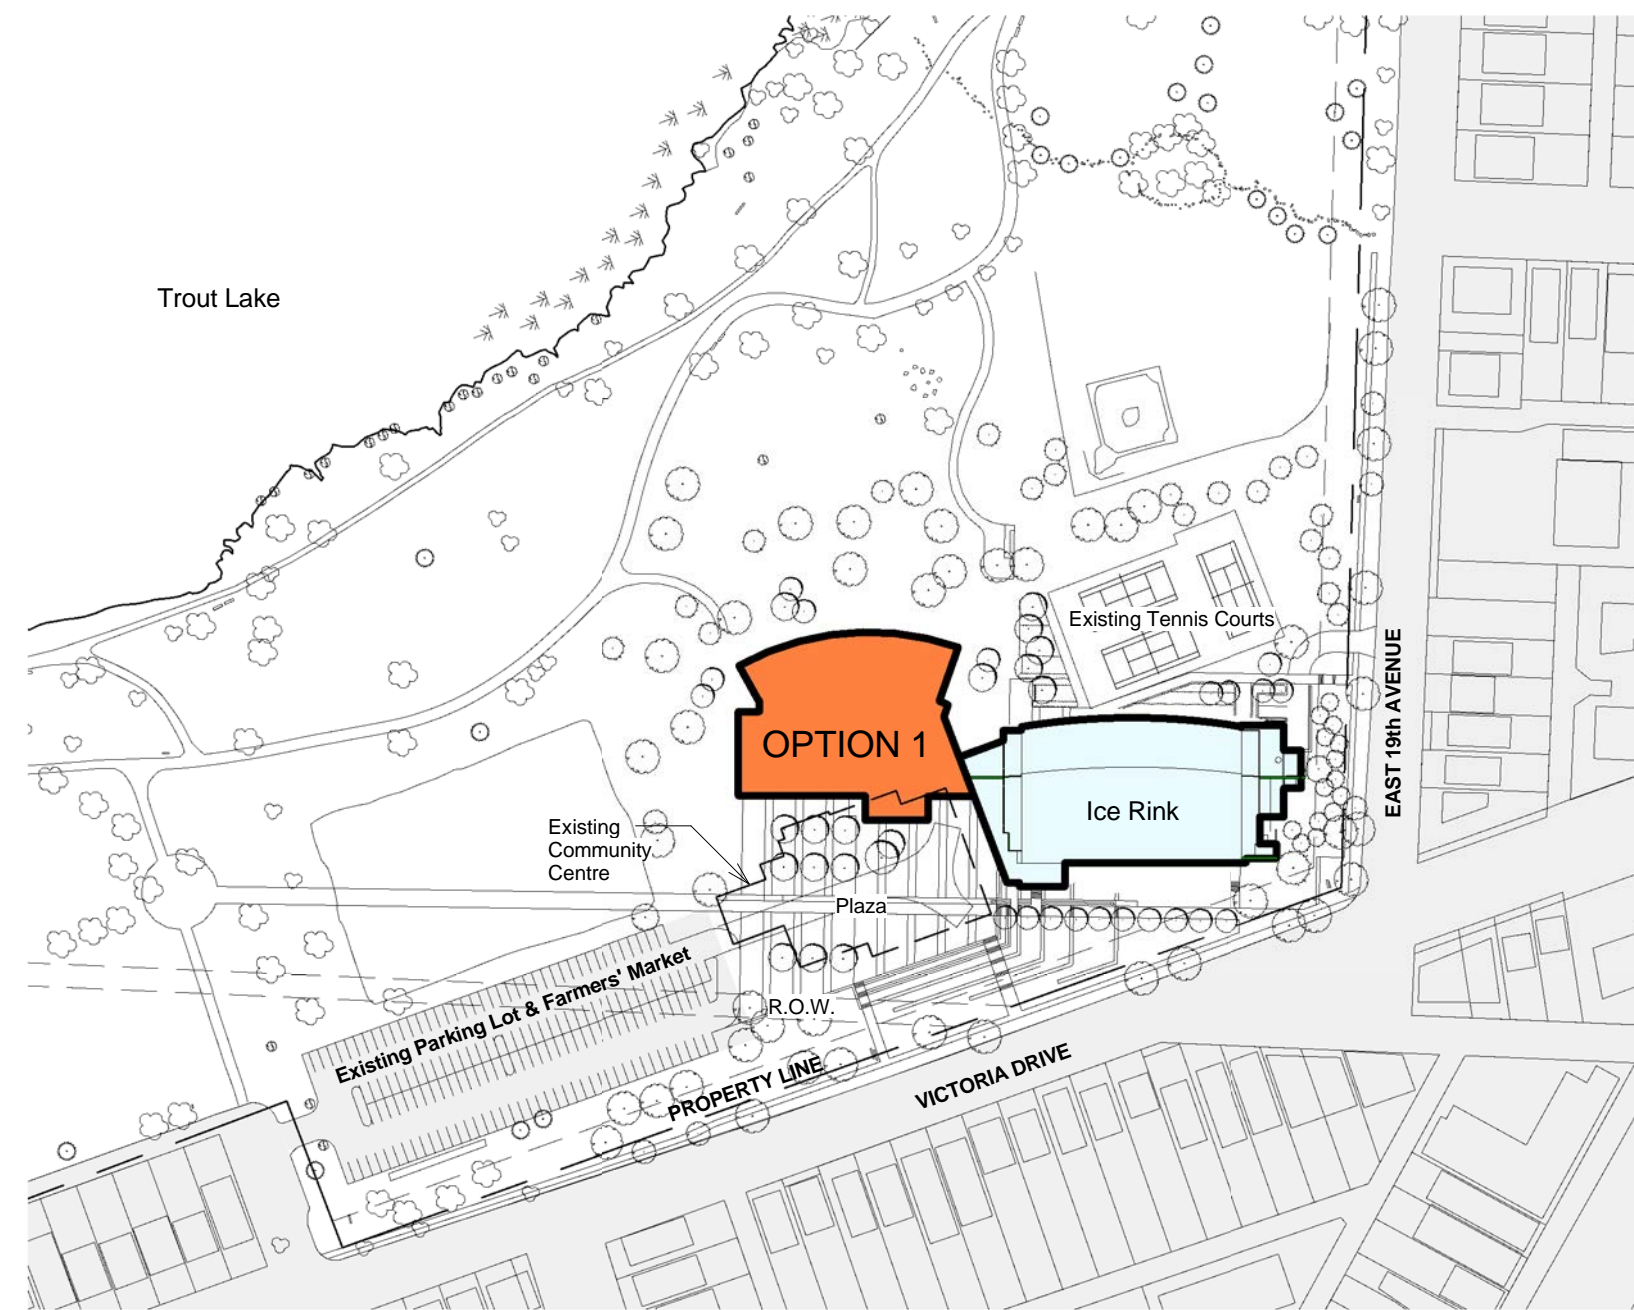 Trout Lake
Existing Tennis Courts
EAST 19th AVENUE
OPTION 1
Ice Rink
Existing
Community
Centre
Plaza
Existing Parking Lot & Farmers' Market
R.O.W.
PROPERTY LINE
VICTORIA DRIVE